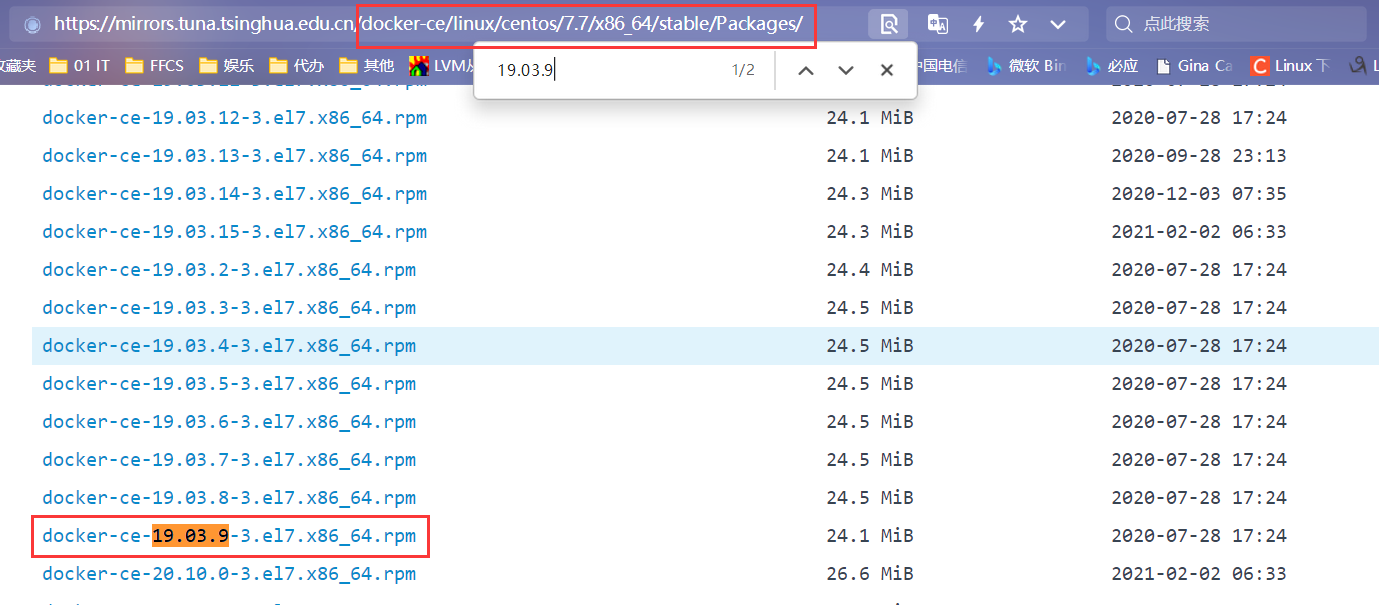 https://mirrors.tuna.tsinghua.edu.cn/docker-ce/linux/centos/7.7/x86_64/stable/Packages/
点此搜索
收藏夹 01 IT FFCS 娱乐 代办 其他 LVM 中国电信 微软 Bin 必应 Gina Ca Linux 下
19.03.9 1/2
docker-ce-19.03.12-3.el7.x86_64.rpm 24.1 MiB 2020-07-28 17:24
docker-ce-19.03.13-3.el7.x86_64.rpm 24.1 MiB 2020-09-28 23:13
docker-ce-19.03.14-3.el7.x86_64.rpm 24.3 MiB 2020-12-03 07:35
docker-ce-19.03.15-3.el7.x86_64.rpm 24.3 MiB 2021-02-02 06:33
docker-ce-19.03.2-3.el7.x86_64.rpm 24.4 MiB 2020-07-28 17:24
docker-ce-19.03.3-3.el7.x86_64.rpm 24.5 MiB 2020-07-28 17:24
docker-ce-19.03.4-3.el7.x86_64.rpm 24.5 MiB 2020-07-28 17:24
docker-ce-19.03.5-3.el7.x86_64.rpm 24.5 MiB 2020-07-28 17:24
docker-ce-19.03.6-3.el7.x86_64.rpm 24.5 MiB 2020-07-28 17:24
docker-ce-19.03.7-3.el7.x86_64.rpm 24.5 MiB 2020-07-28 17:24
docker-ce-19.03.8-3.el7.x86_64.rpm 24.5 MiB 2020-07-28 17:24
docker-ce-19.03.9-3.el7.x86_64.rpm 24.1 MiB 2020-07-28 17:24
docker-ce-20.10.0-3.el7.x86_64.rpm 26.6 MiB 2021-02-02 06:33